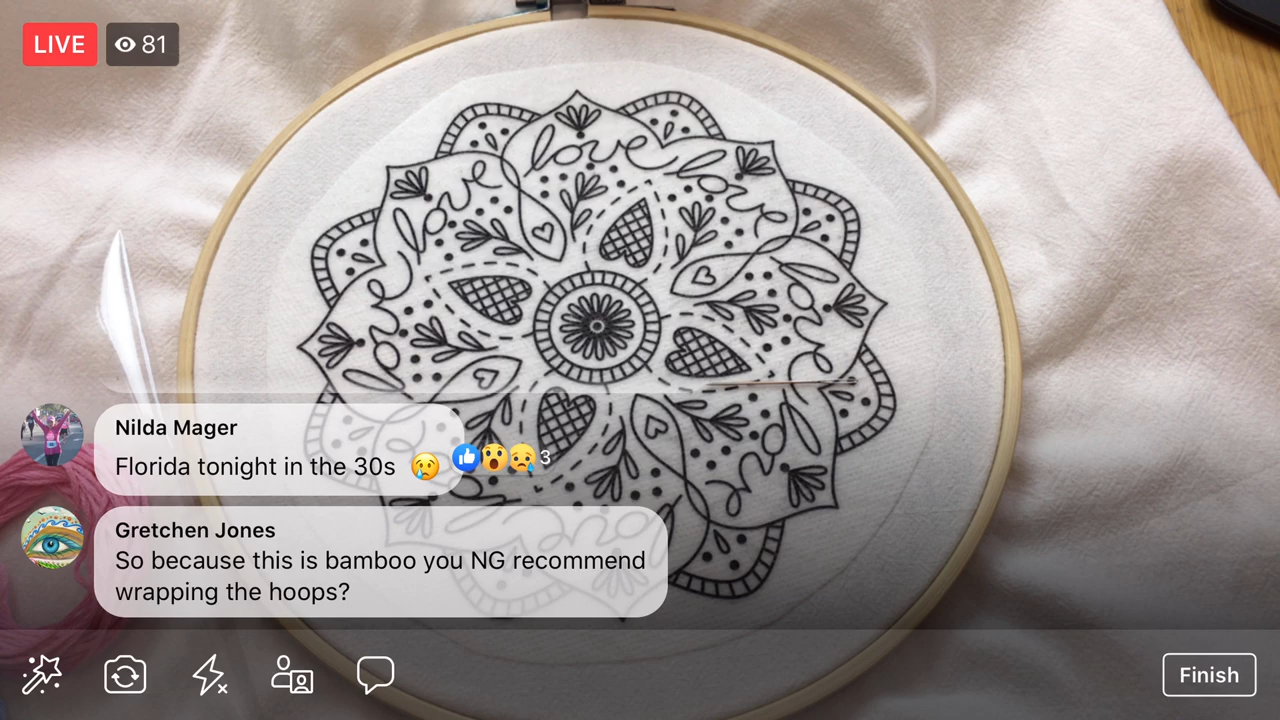 LIVE
81
love
love
love
love
love
Nilda Mager
Florida tonight in the 30s 😢
3
Gretchen Jones
So because this is bamboo you NG recommend
wrapping the hoops?
Finish